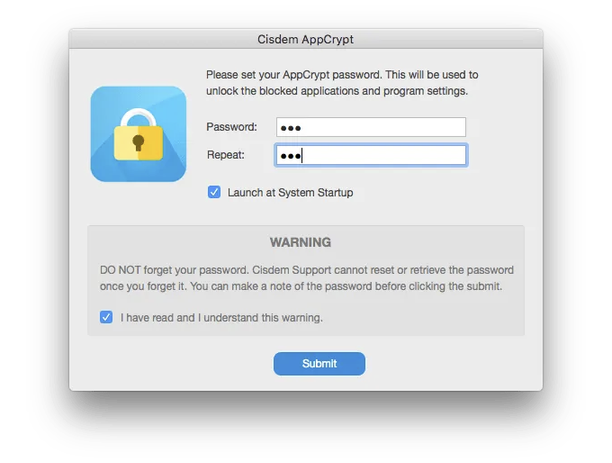 Cisdem AppCrypt
Please set your AppCrypt password. This will be used to
unlock the blocked applications and program settings.
Password: •••
Repeat: •••
Launch at System Startup
WARNING
DO NOT forget your password. Cisdem Support cannot reset or retrieve the password
once you forget it. You can make a note of the password before clicking the submit.
I have read and I understand this warning.
Submit